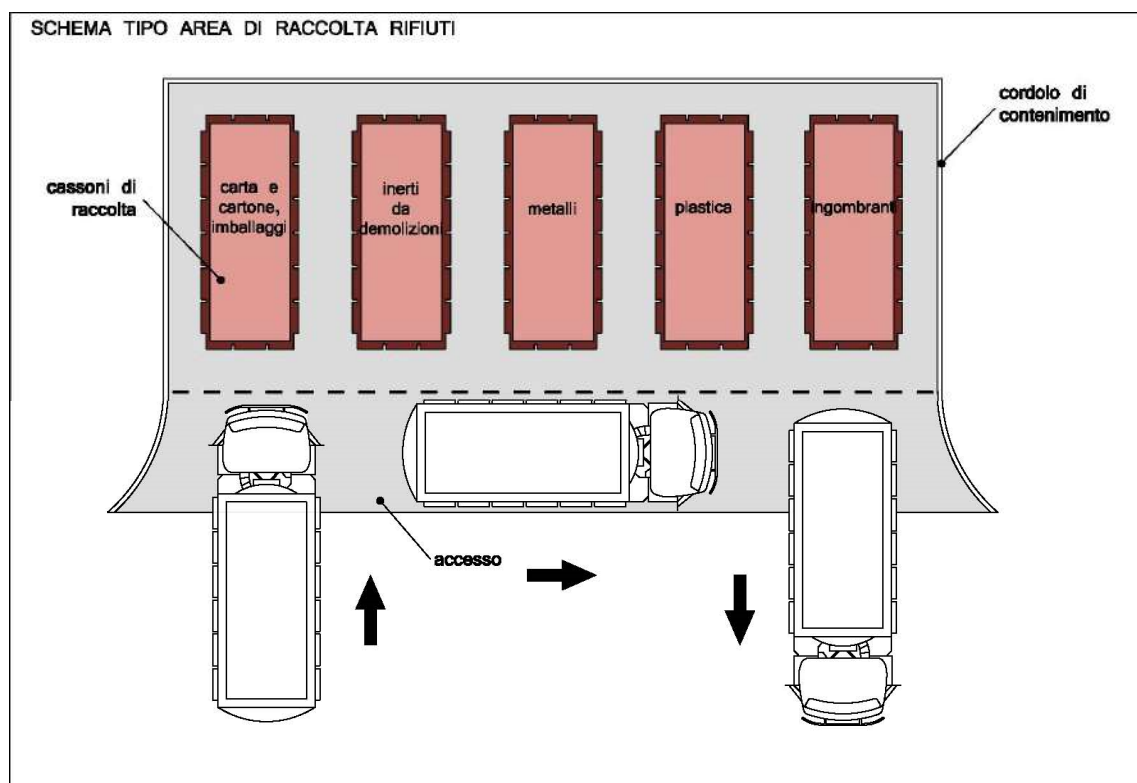 SCHEMA TIPO AREA DI RACCOLTA RIFIUTI
cordolo di
contenimento
cassoni di
raccolta
carta e
cartone,
imballaggi
inerti
da
demolizioni
metalli
plastica
ingombranti
accesso